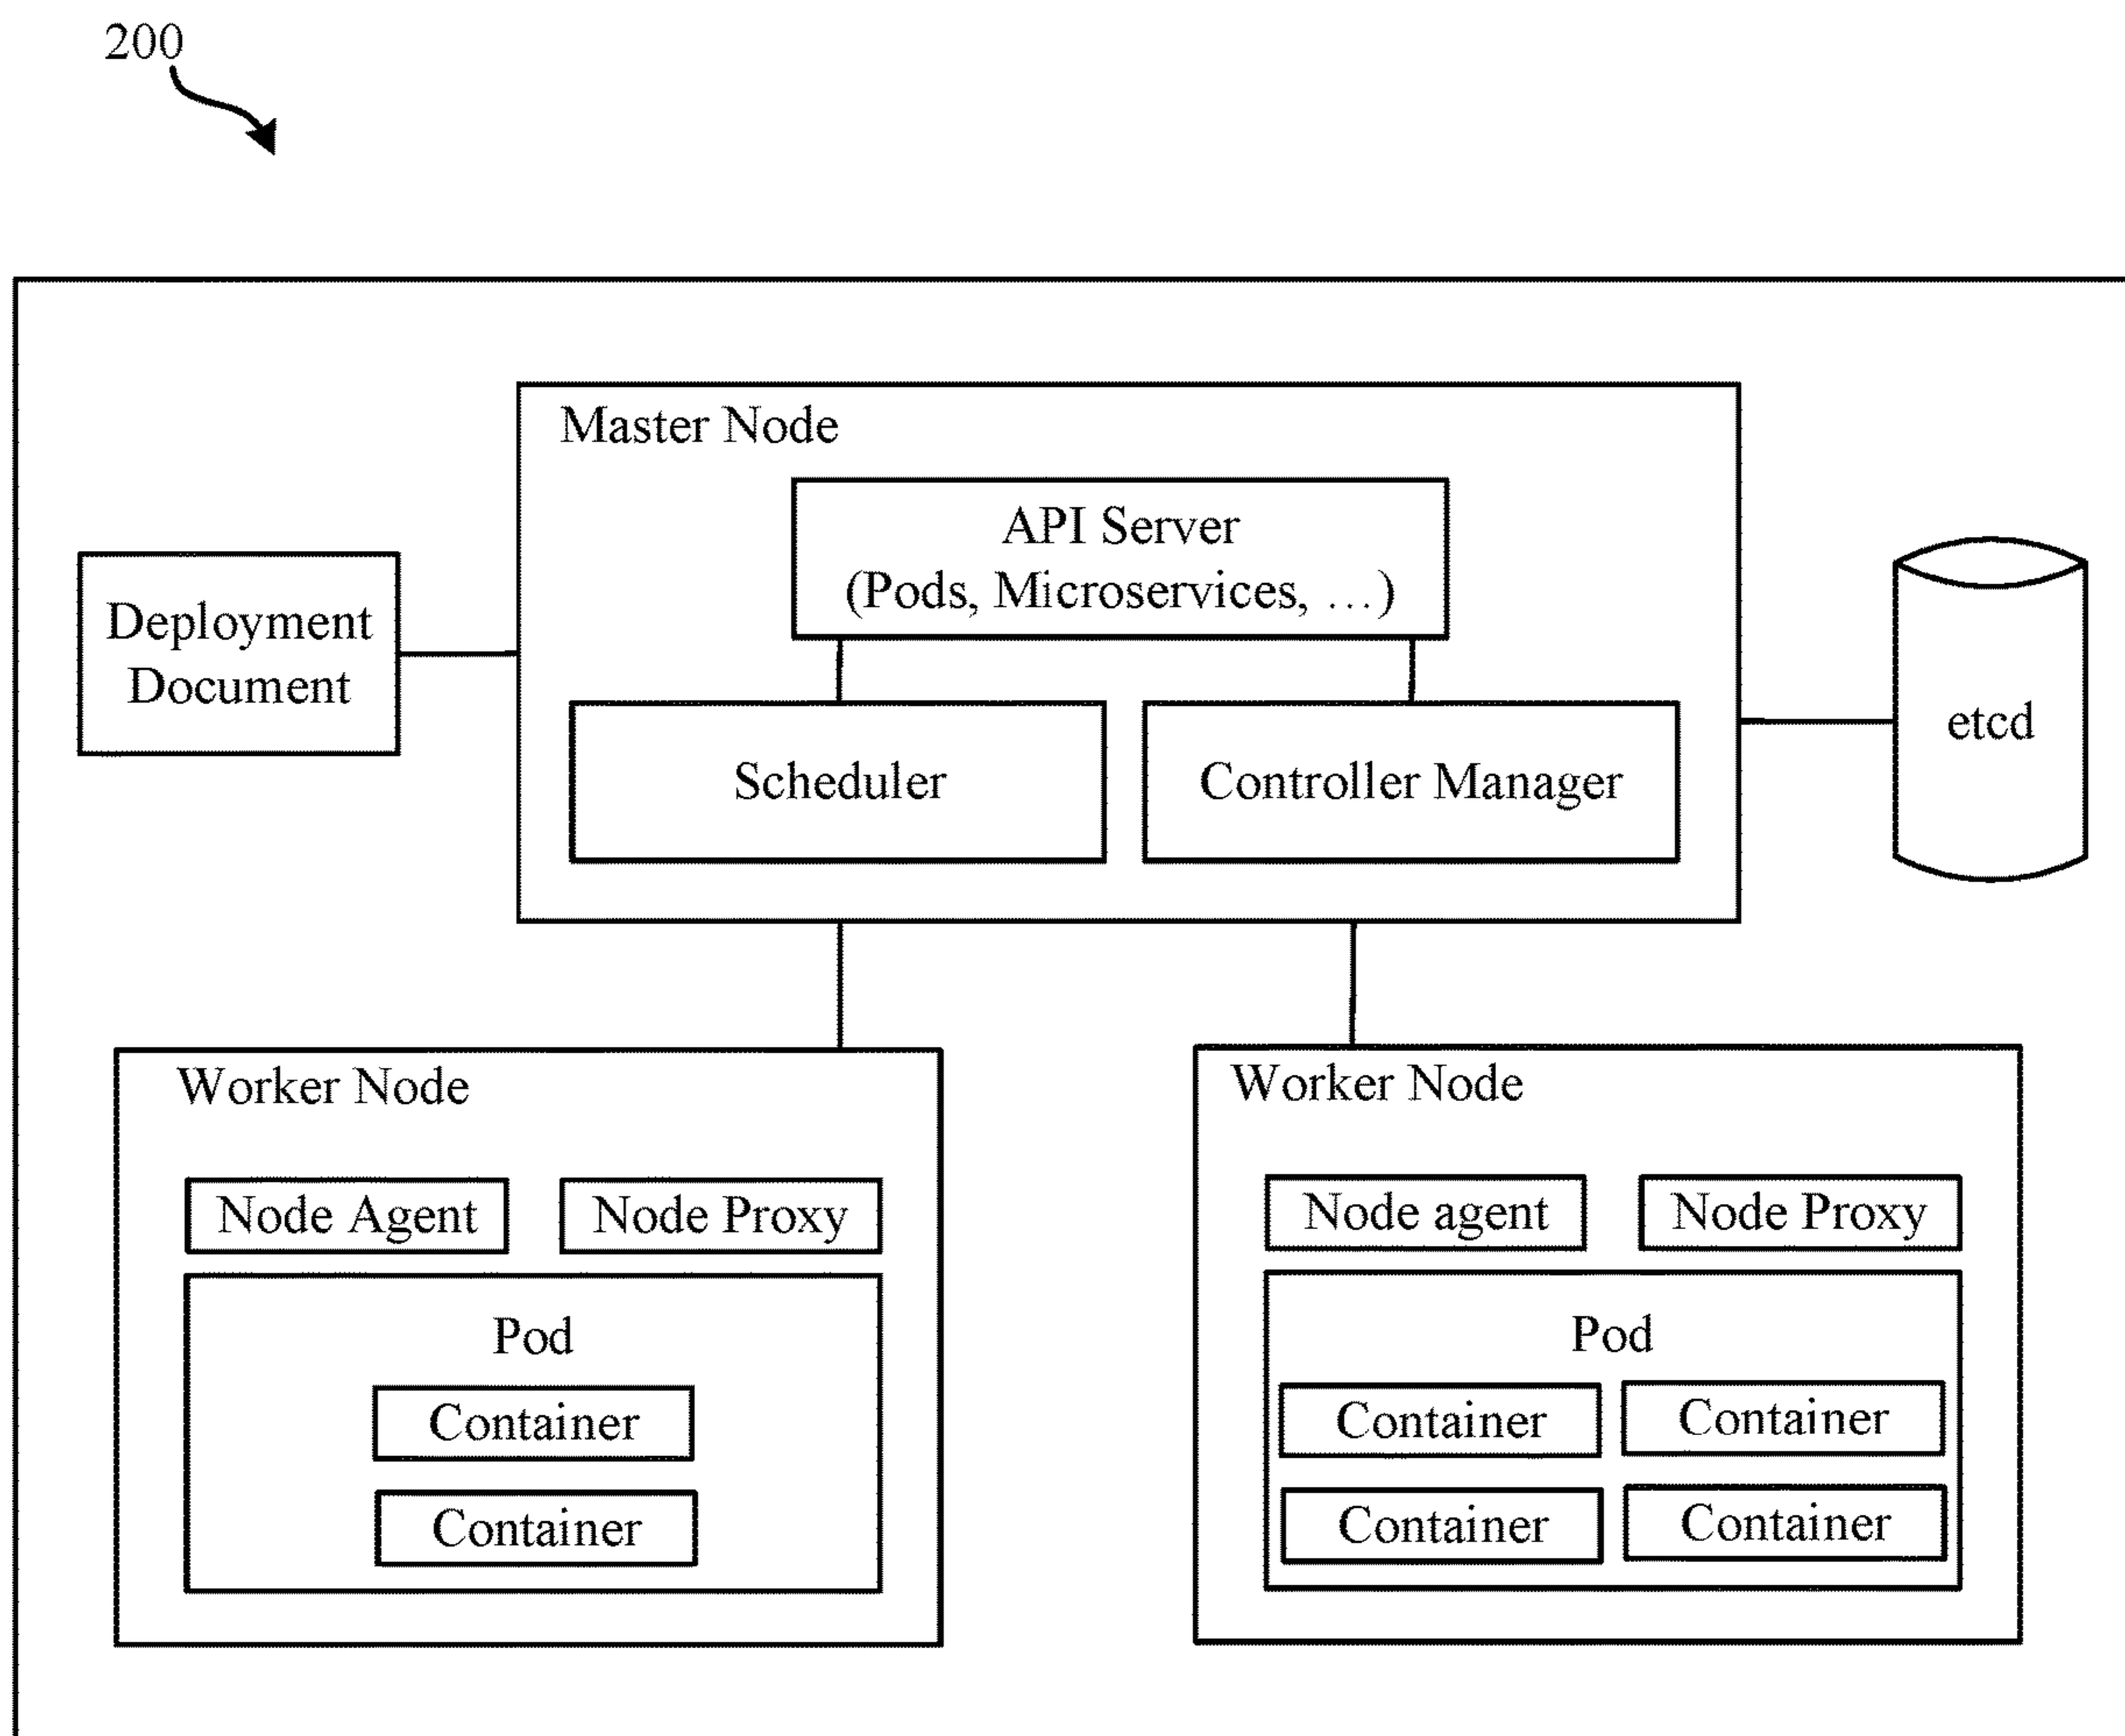 200
Master Node
API Server
(Pods, Microservices, …)
Deployment
Document
Scheduler
Controller Manager
etcd
Worker Node
Node Agent
Node Proxy
Pod
Container
Container
Worker Node
Node agent
Node Proxy
Pod
Container
Container
Container
Container